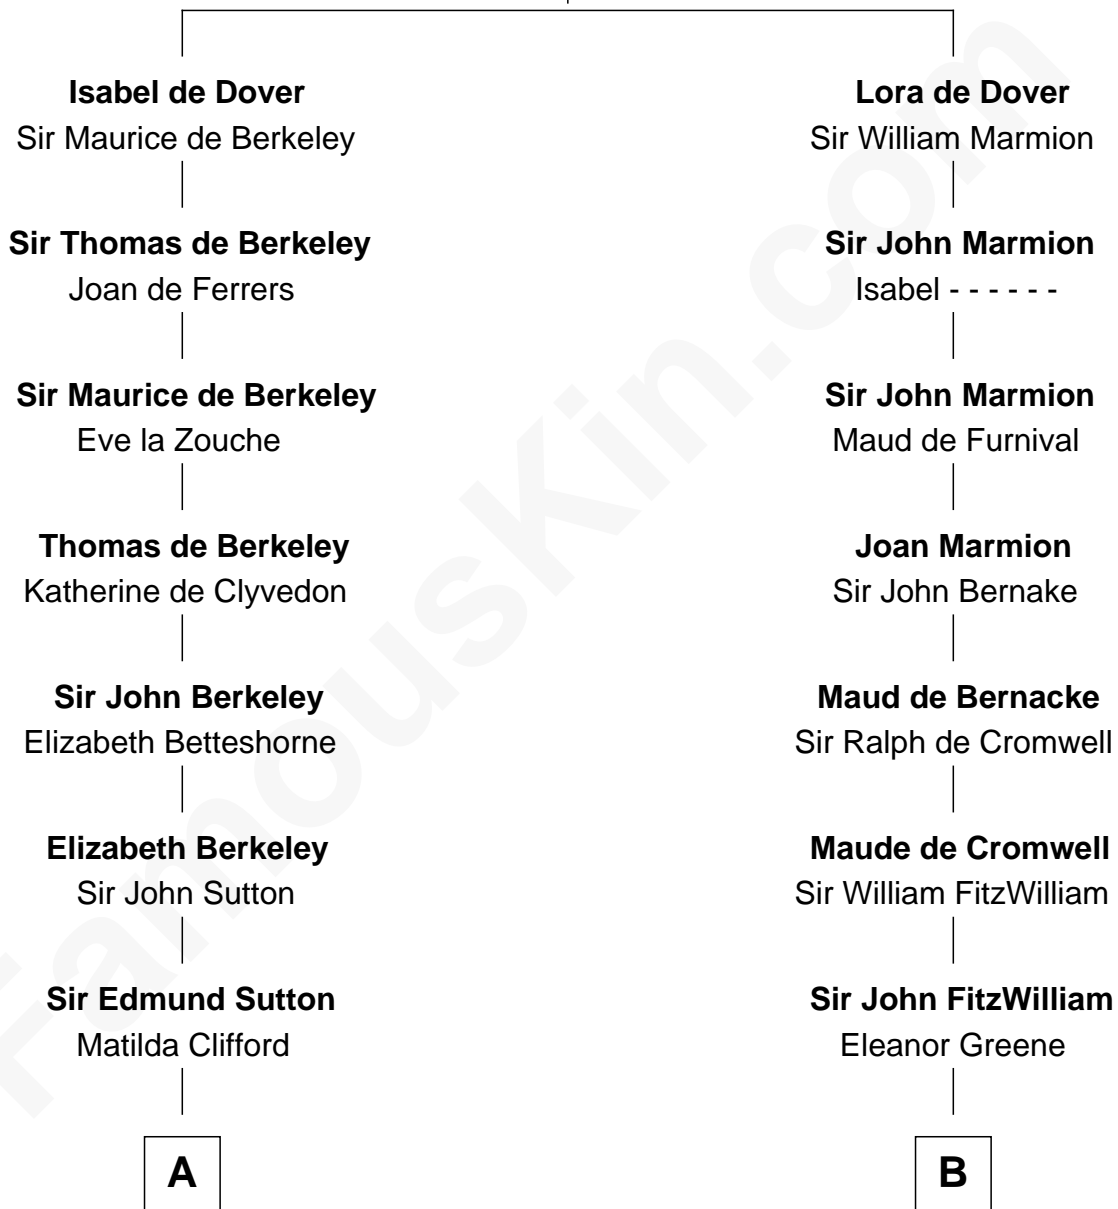 Isabel de Dover
Sir Maurice de Berkeley
Lora de Dover
Sir William Marmion
Sir Thomas de Berkeley
Joan de Ferrers
Sir John Marmion
Isabel - - - - - -
Sir Maurice de Berkeley
Eve la Zouche
Sir John Marmion
Maud de Furnival
Thomas de Berkeley
Katherine de Clyvedon
Joan Marmion
Sir John Bernake
Sir John Berkeley
Elizabeth Betteshorne
Maud de Bernacke
Sir Ralph de Cromwell
Elizabeth Berkeley
Sir John Sutton
Maude de Cromwell
Sir William FitzWilliam
Sir Edmund Sutton
Matilda Clifford
Sir John FitzWilliam
Eleanor Greene
A
B
FamousKin.com